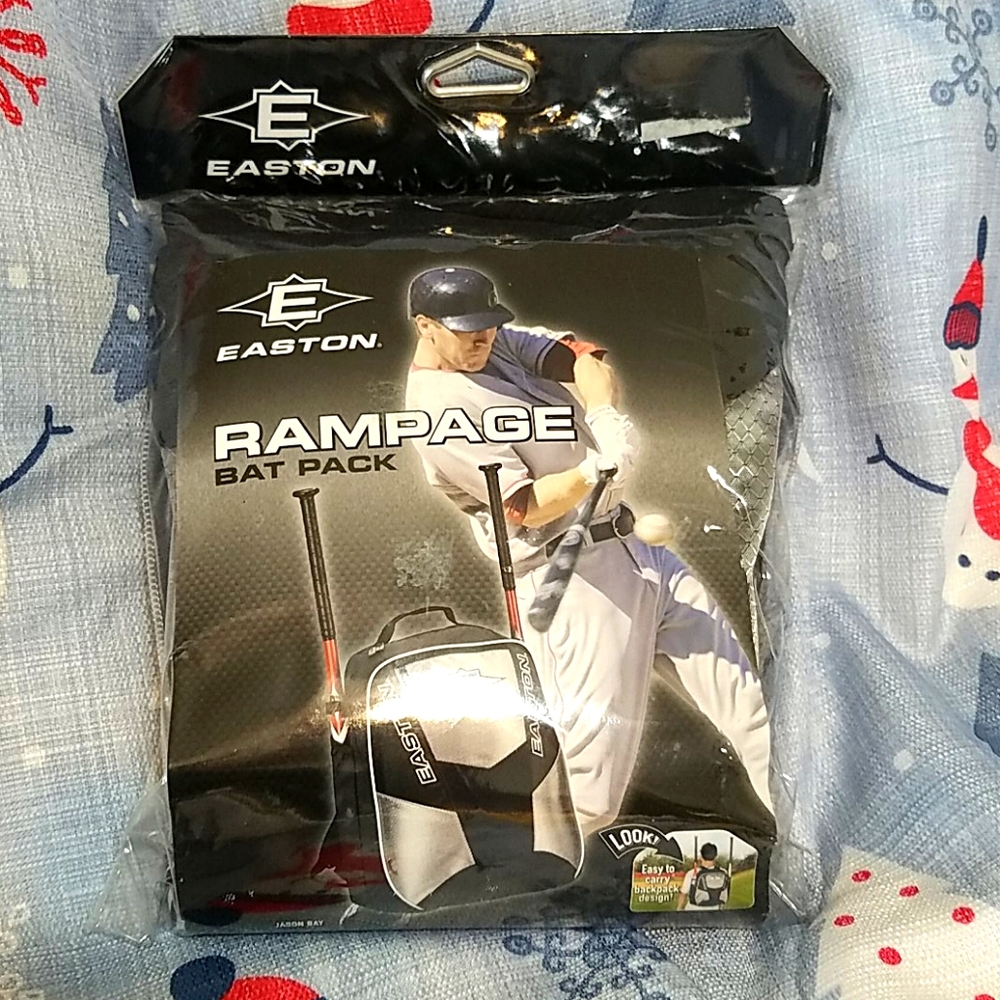 E
EASTON
E
EASTON
RAMPAGE
BAT PACK
EASTON
EASTON
LOOK!
Easy to
carry
backpack
design!
JASON BAY